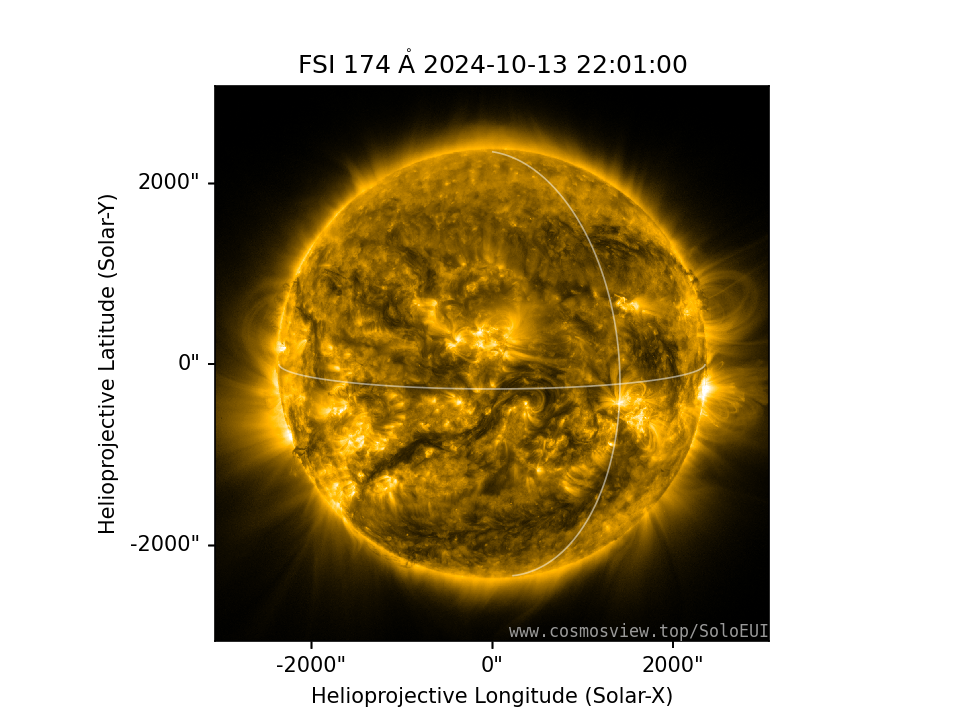 FSI 174 Å 2024-10-13 22:01:00
Helioprojective Latitude (Solar-Y)
2000"
0"
-2000"
www.cosmosview.top/SoloEUI
-2000"
0"
2000"
Helioprojective Longitude (Solar-X)